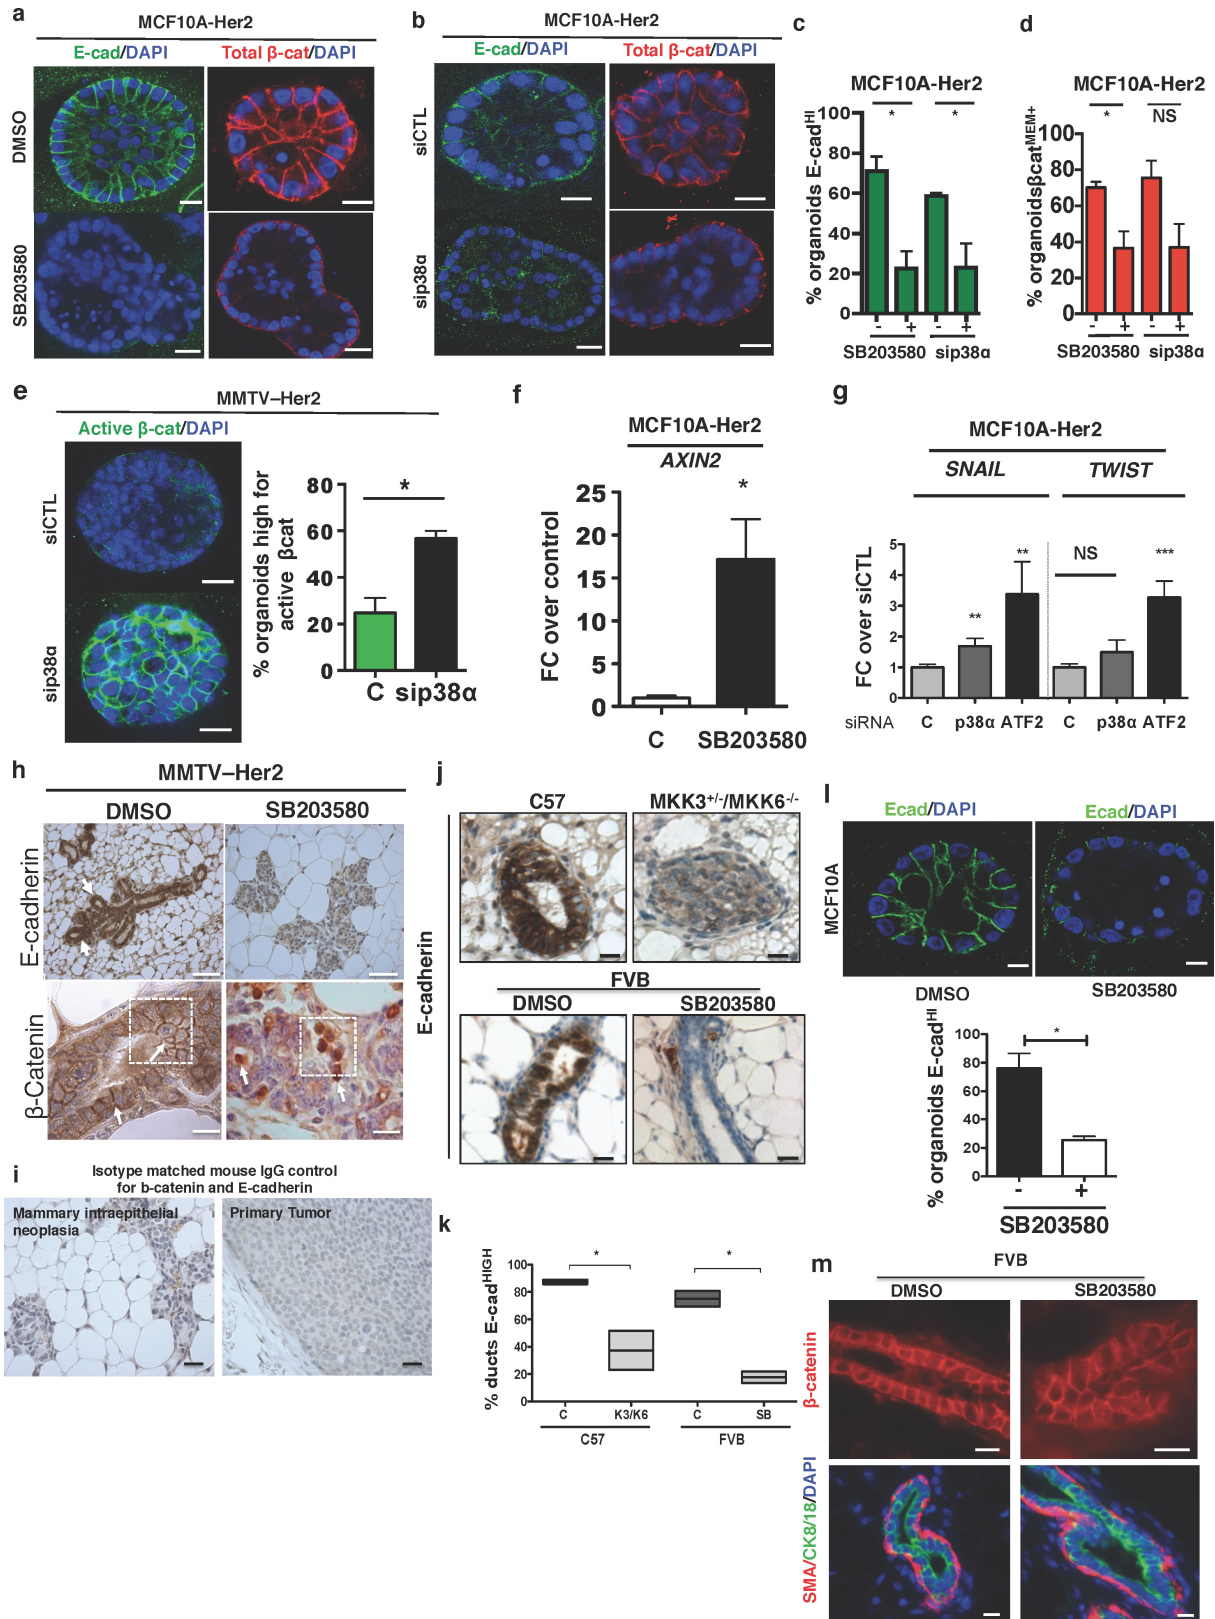 a
MCF10A-Her2
E-cad/DAPI
Total β-cat/DAPI
DMSO
SB203580
b
MCF10A-Her2
E-cad/DAPI
Total β-cat/DAPI
siCTL
sip38α
c
MCF10A-Her2
% organoids E-cadHI
100
80
60
40
20
0
*
*
- + - +
SB203580 sip38α
d
MCF10A-Her2
% organoidsβcatMEM+
100
80
60
40
20
0
*
NS
- + - +
SB203580 sip38α
e
MMTV–Her2
Active β-cat/DAPI
siCTL
sip38α
% organoids high for
active βcat
80
60
40
20
0
*
C sip38α
f
MCF10A-Her2
AXIN2
FC over control
25
20
15
10
5
0
*
C SB203580
g
MCF10A-Her2
SNAIL TWIST
FC over siCTL
5
4
3
2
1
0
**
**
NS
***
siRNA C p38α ATF2 C p38α ATF2
h
MMTV–Her2
DMSO SB203580
E-cadherin
β-Catenin
i
Isotype matched mouse IgG control
for b-catenin and E-cadherin
Mammary intraepithelial
neoplasia
Primary Tumor
j
C57 MKK3+/-/MKK6-/-
E-cadherin
FVB
DMSO SB203580
k
% ducts E-cadHIGH
100
80
60
40
20
0
*
*
C K3/K6 C SB
C57 FVB
l
Ecad/DAPI Ecad/DAPI
MCF10A
DMSO SB203580
% organoids E-cadHI
100
80
60
40
20
0
*
- +
SB203580
m
FVB
DMSO SB203580
β-catenin
SMA/CK8/18/DAPI